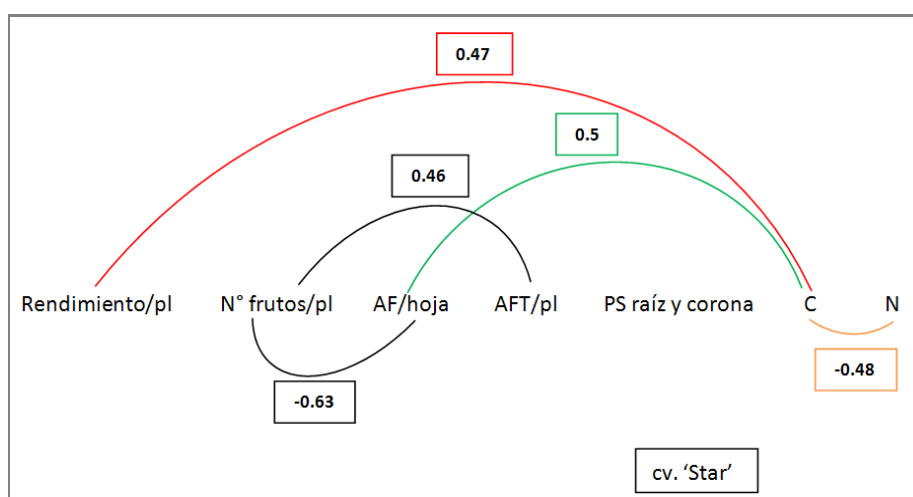 0.47
0.5
0.46
Rendimiento/pl N° frutos/pl AF/hoja AFT/pl PS raíz y corona C N
-0.48
-0.63
cv. ‘Star’